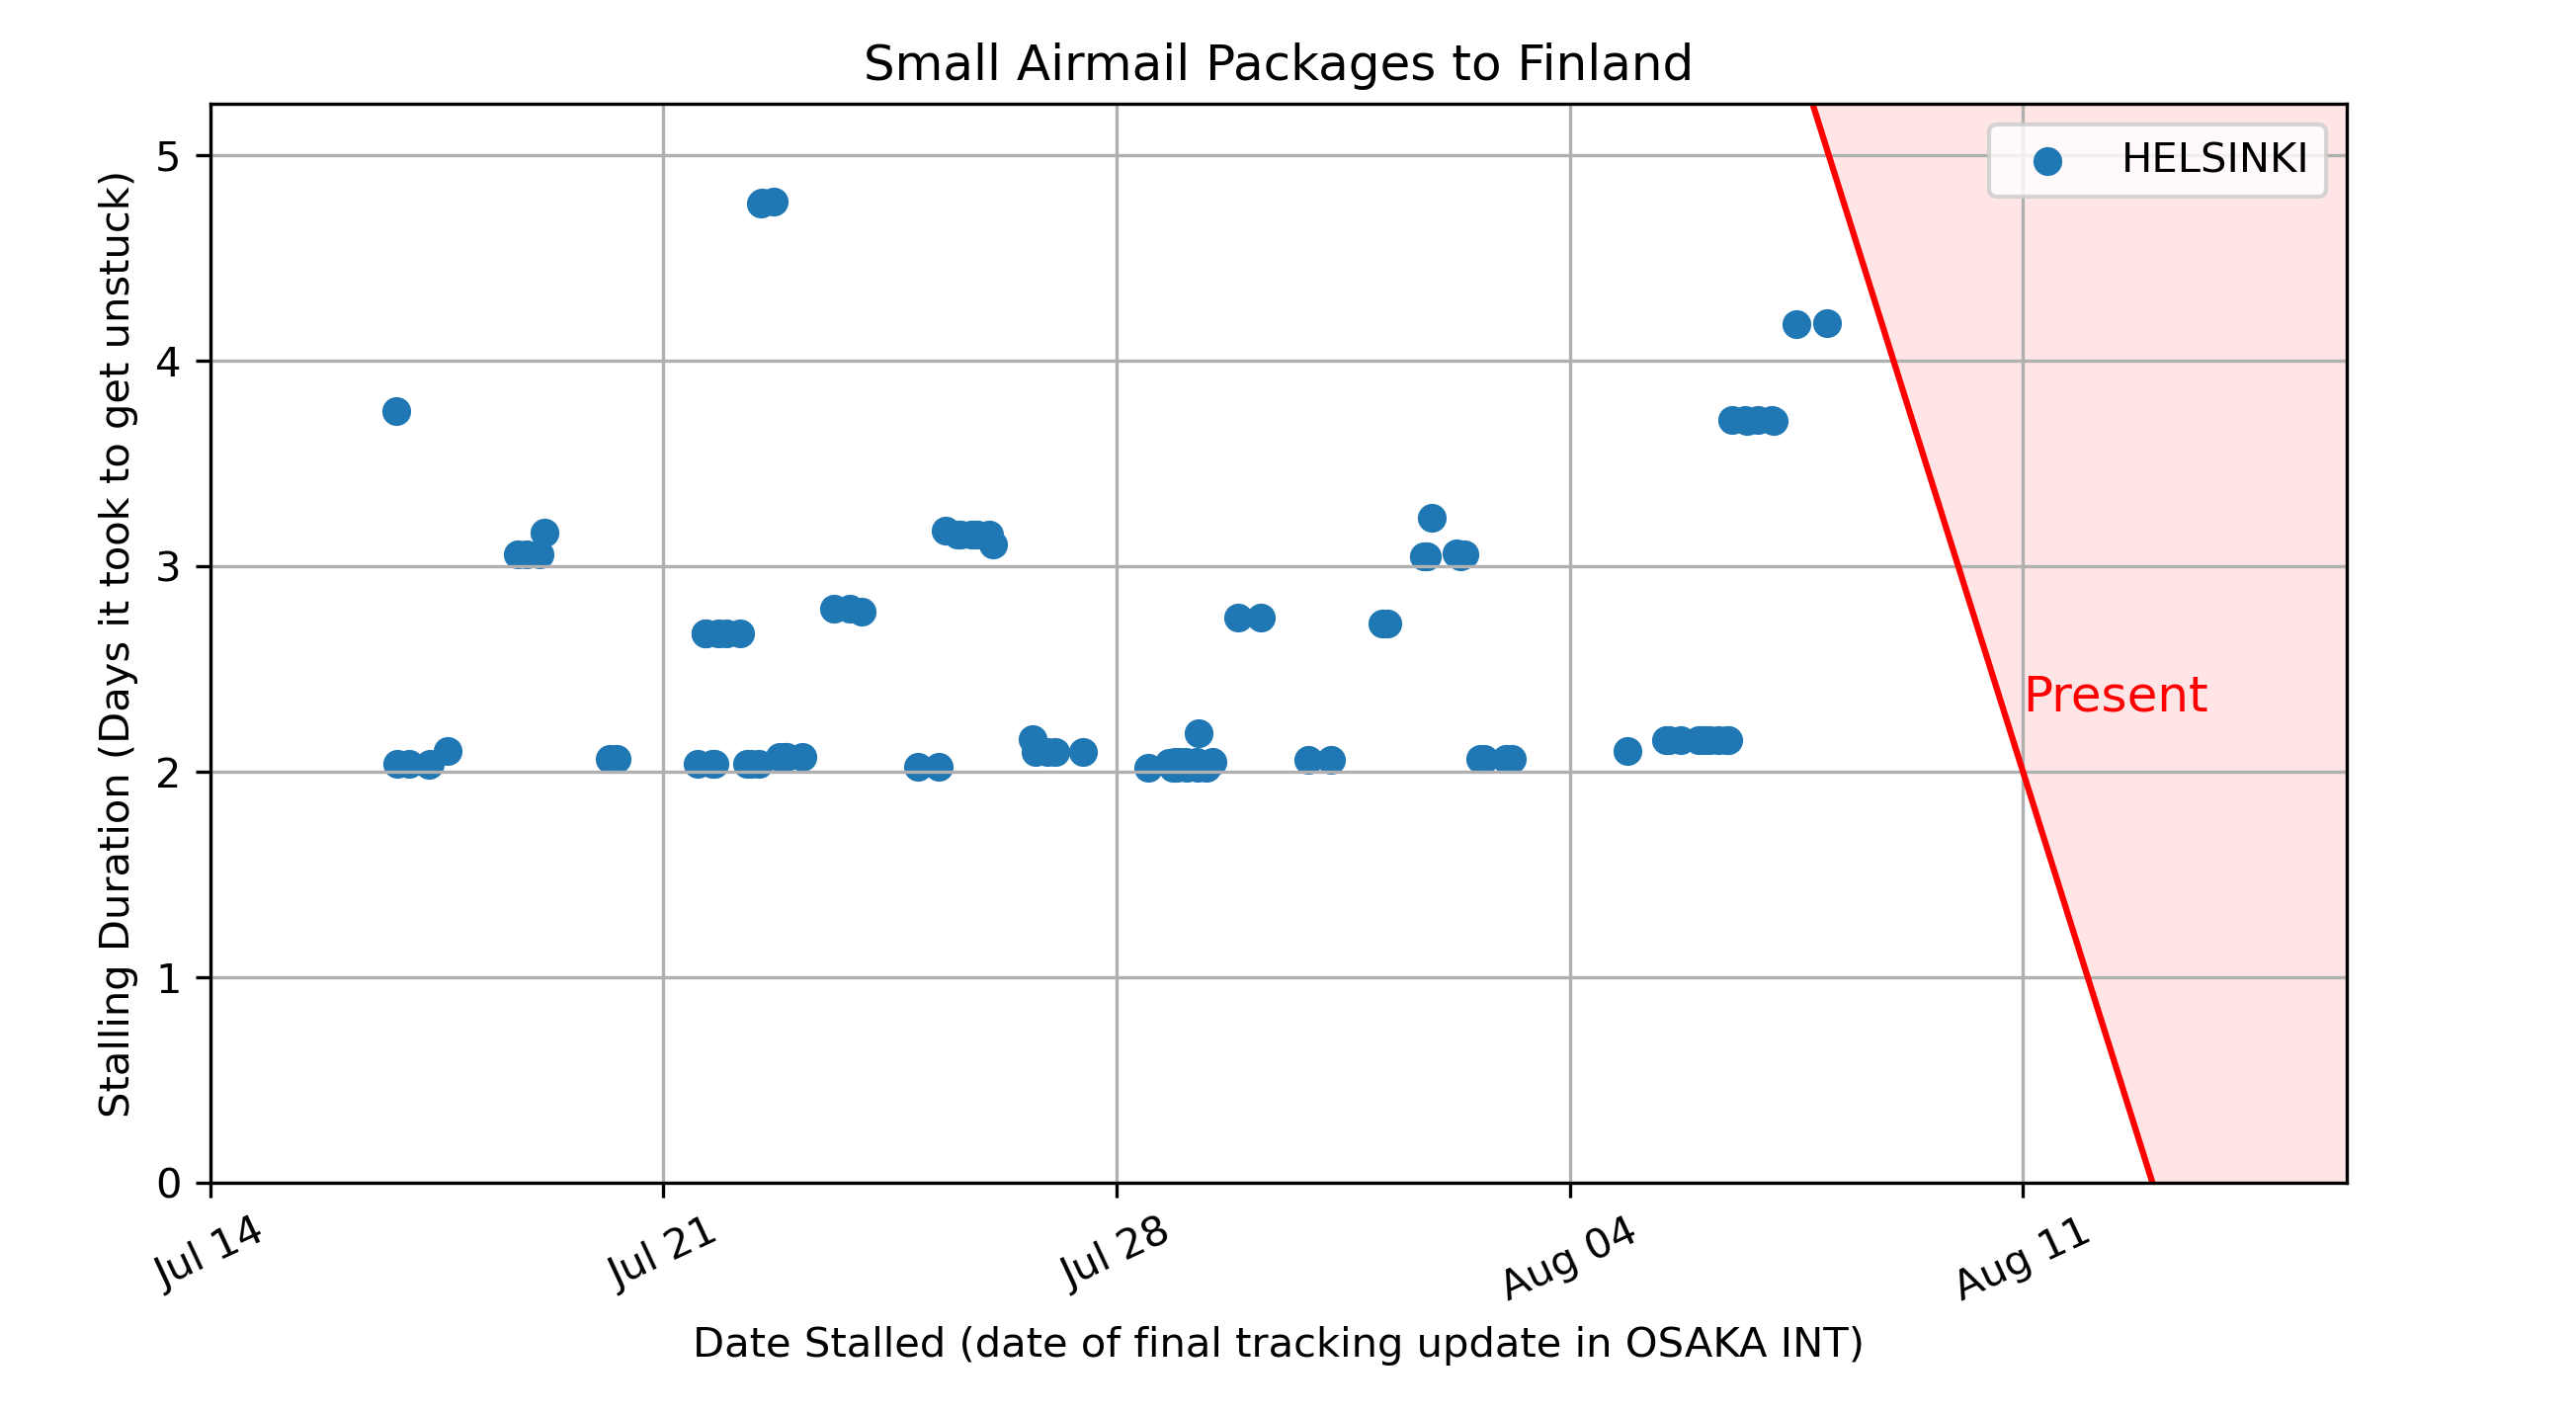 Small Airmail Packages to Finland
HELSINKI
Stalling Duration (Days it took to get unstuck)
5
4
3
2
1
0
Present
Jul 14
Jul 21
Jul 28
Aug 04
Aug 11
Date Stalled (date of final tracking update in OSAKA INT)